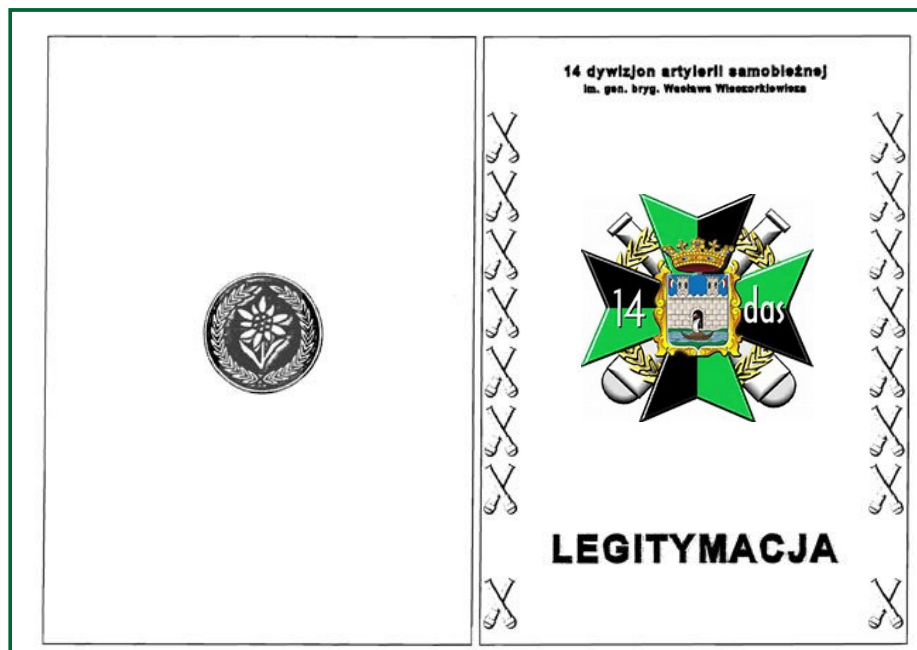 14 dywizjon artylerii samobieżnej
im. gen. bryg. Wacława Wieczorkiewicza
14 das
LEGITYMACJA